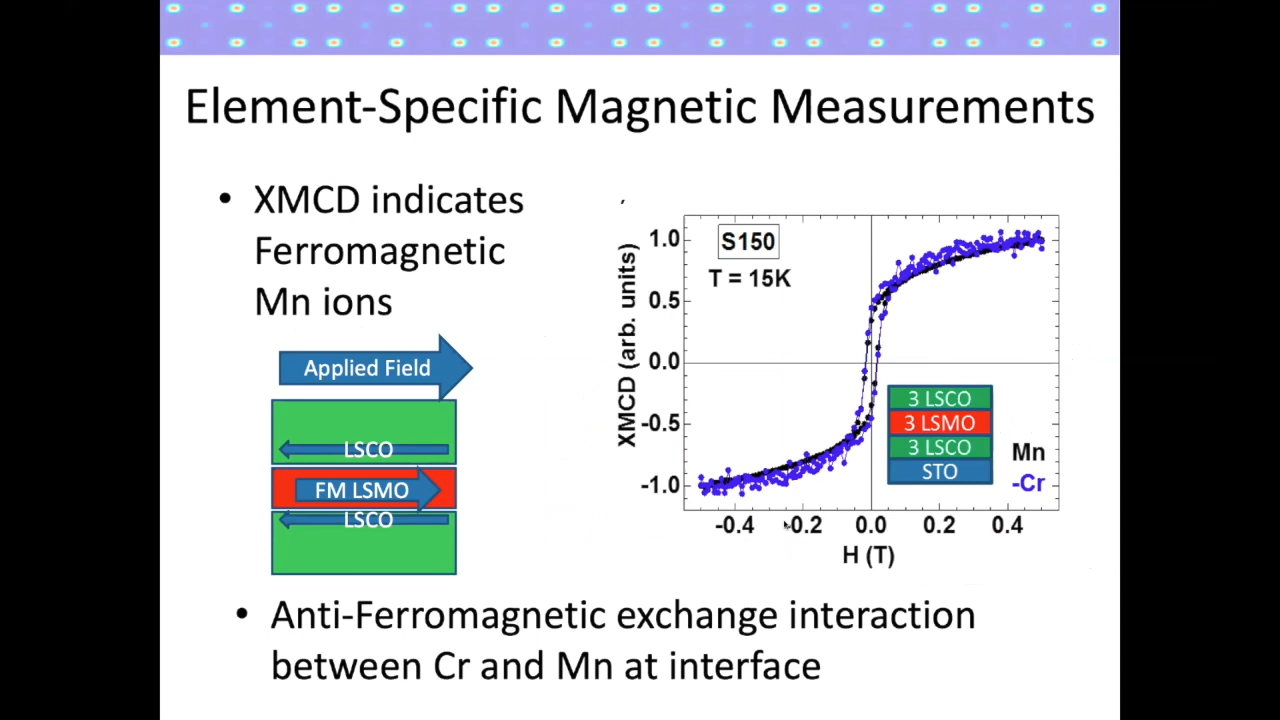 Element-Specific Magnetic Measurements
• XMCD indicates
Ferromagnetic
Mn ions
Applied Field
LSCO
FM LSMO
LSCO
S150
T = 15K
XMCD (arb. units)
1.0
0.5
0.0
-0.5
-1.0
3 LSCO
3 LSMO
3 LSCO
STO
Mn
-Cr
-0.4 -0.2 0.0 0.2 0.4
H (T)
• Anti-Ferromagnetic exchange interaction
between Cr and Mn at interface